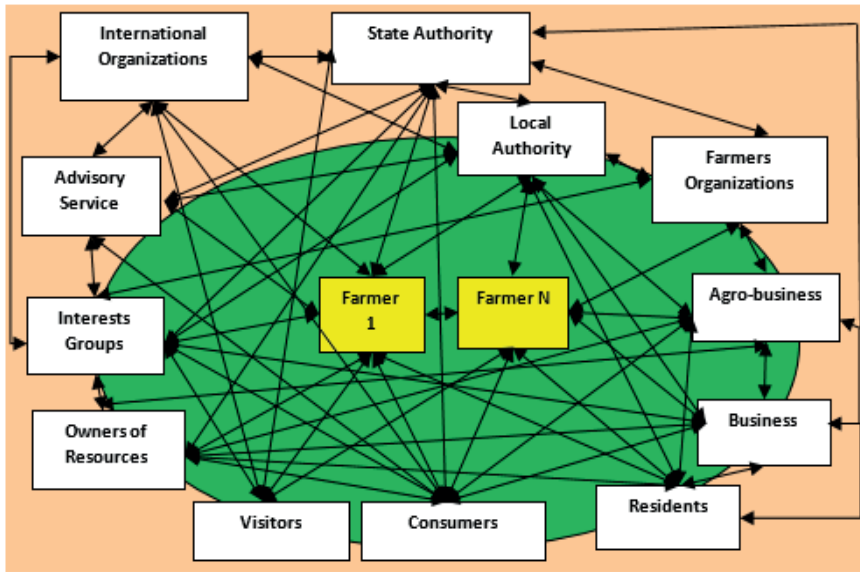 International
Organizations
State Authority
Local
Authority
Farmers
Organizations
Advisory
Service
Farmer
1
Farmer N
Agro-business
Interests
Groups
Owners of
Resources
Business
Visitors
Consumers
Residents